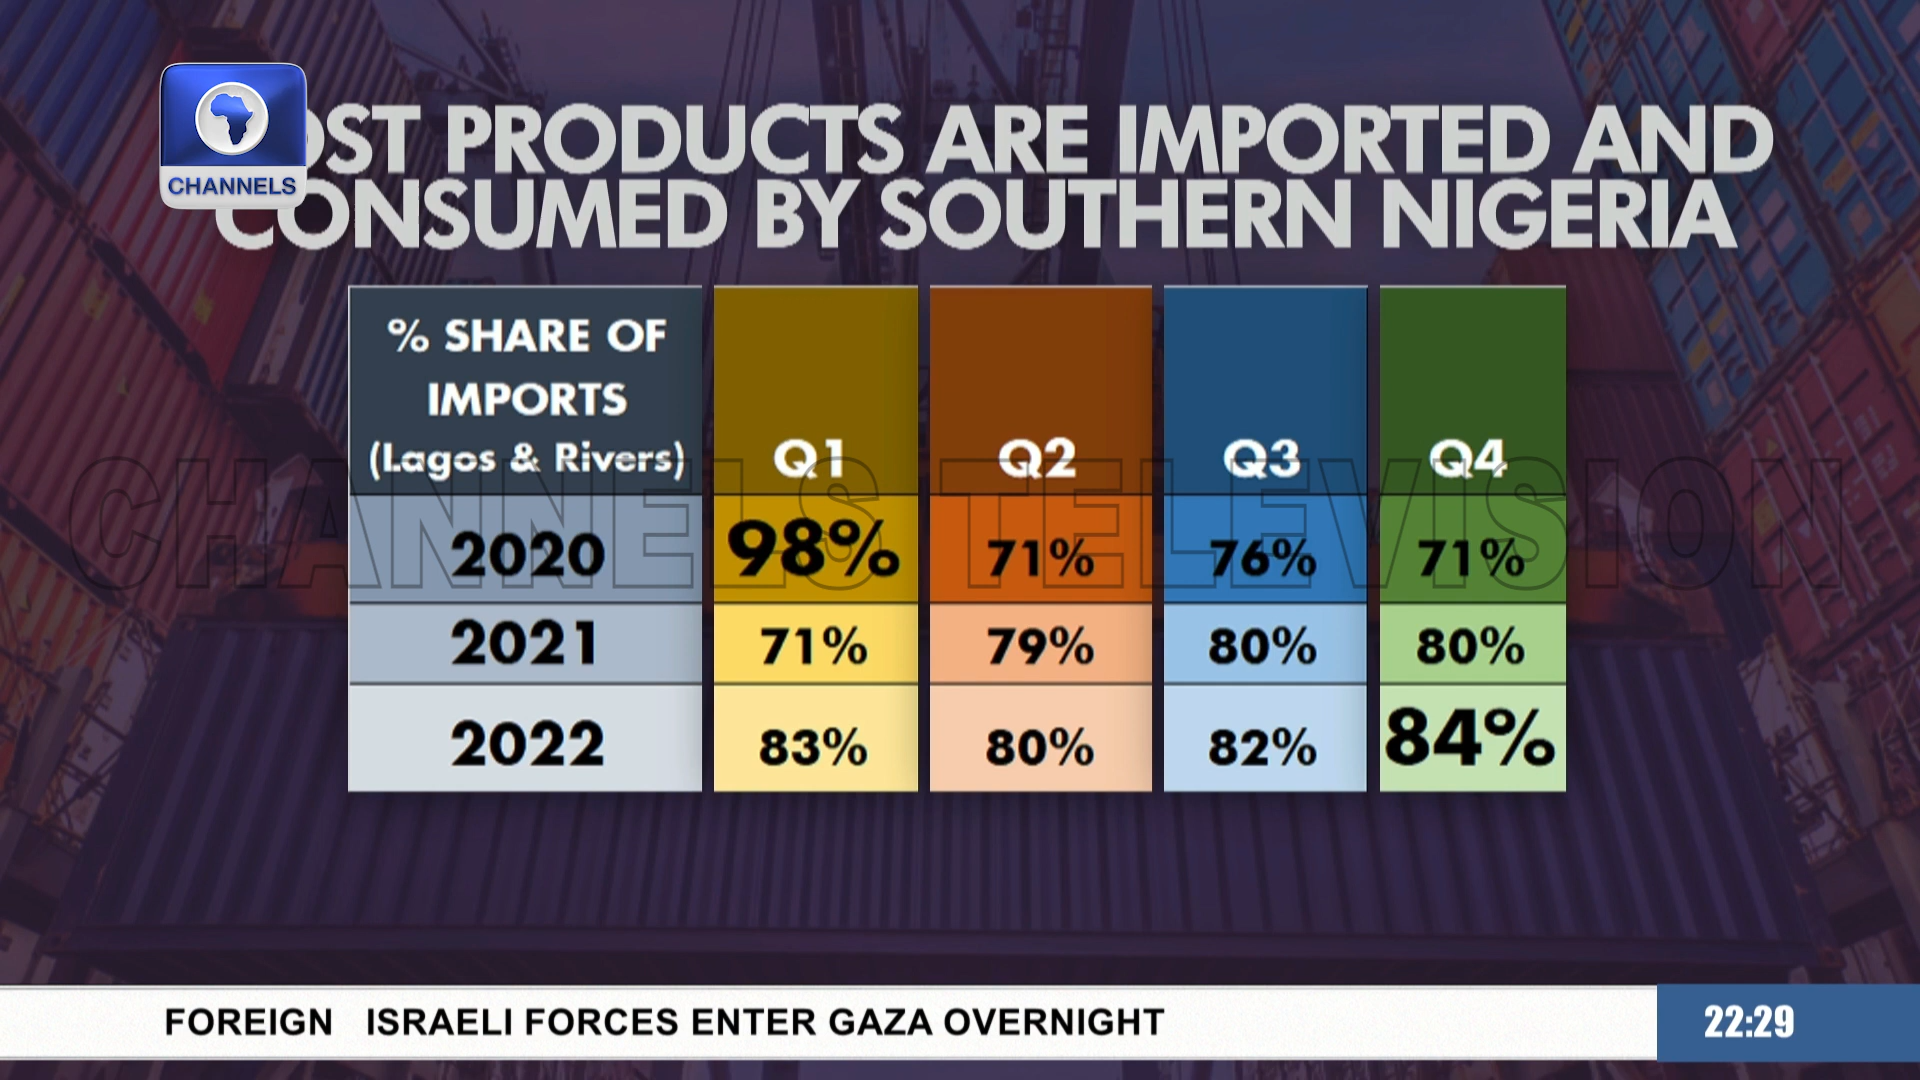 CHANNELS
OST PRODUCTS ARE IMPORTED AND
CONSUMED BY SOUTHERN NIGERIA
% SHARE OF
IMPORTS
(Lagos & Rivers) Q1 Q2 Q3 Q4
2020 98% 71% 76% 71%
CHANNELS TELEVISION
2021 71% 79% 80% 80%
2022 83% 80% 82% 84%
FOREIGN ISRAELI FORCES ENTER GAZA OVERNIGHT 22:29